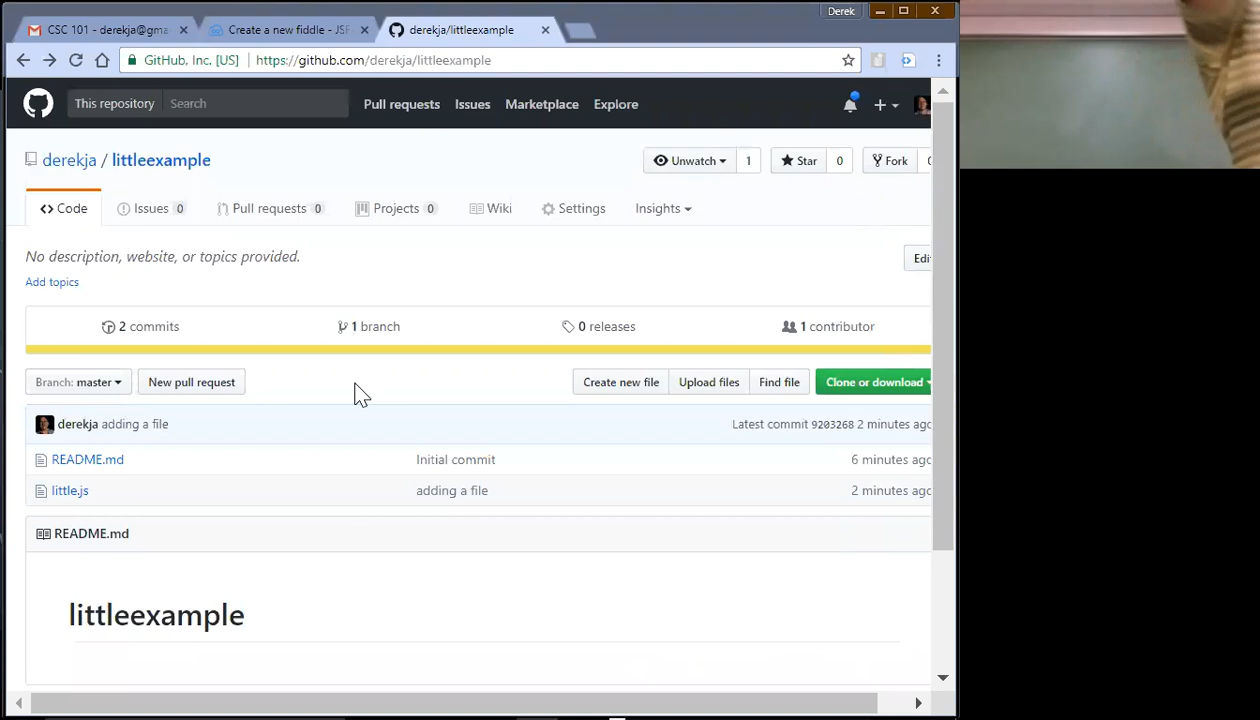 Derek
CSC 101 - derekja@gma
Create a new fiddle - JSF
derekja/littleexample
GitHub, Inc. [US] https://github.com/derekja/littleexample
This repository Search Pull requests Issues Marketplace Explore
derekja / littleexample
Unwatch 1 Star 0 Fork
Code Issues 0 Pull requests 0 Projects 0 Wiki Settings Insights
No description, website, or topics provided.
Edi
Add topics
2 commits 1 branch 0 releases 1 contributor
Branch: master New pull request Create new file Upload files Find file Clone or download
derekja adding a file Latest commit 9203268 2 minutes ago
README.md Initial commit 6 minutes ago
little.js adding a file 2 minutes ago
README.md
littleexample